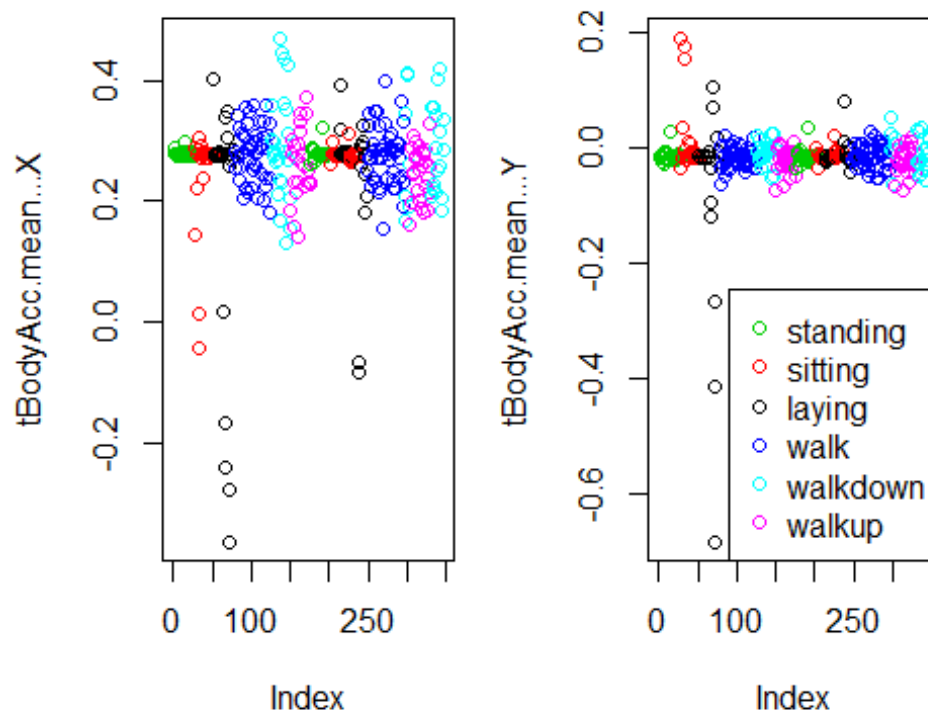 tBodyAcc.mean...X
0.4
0.2
0.0
-0.2
0 100 250
Index
tBodyAcc.mean...Y
0.2
0.0
-0.2
-0.4
-0.6
0 100 250
Index
standing
sitting
laying
walk
walkdown
walkup